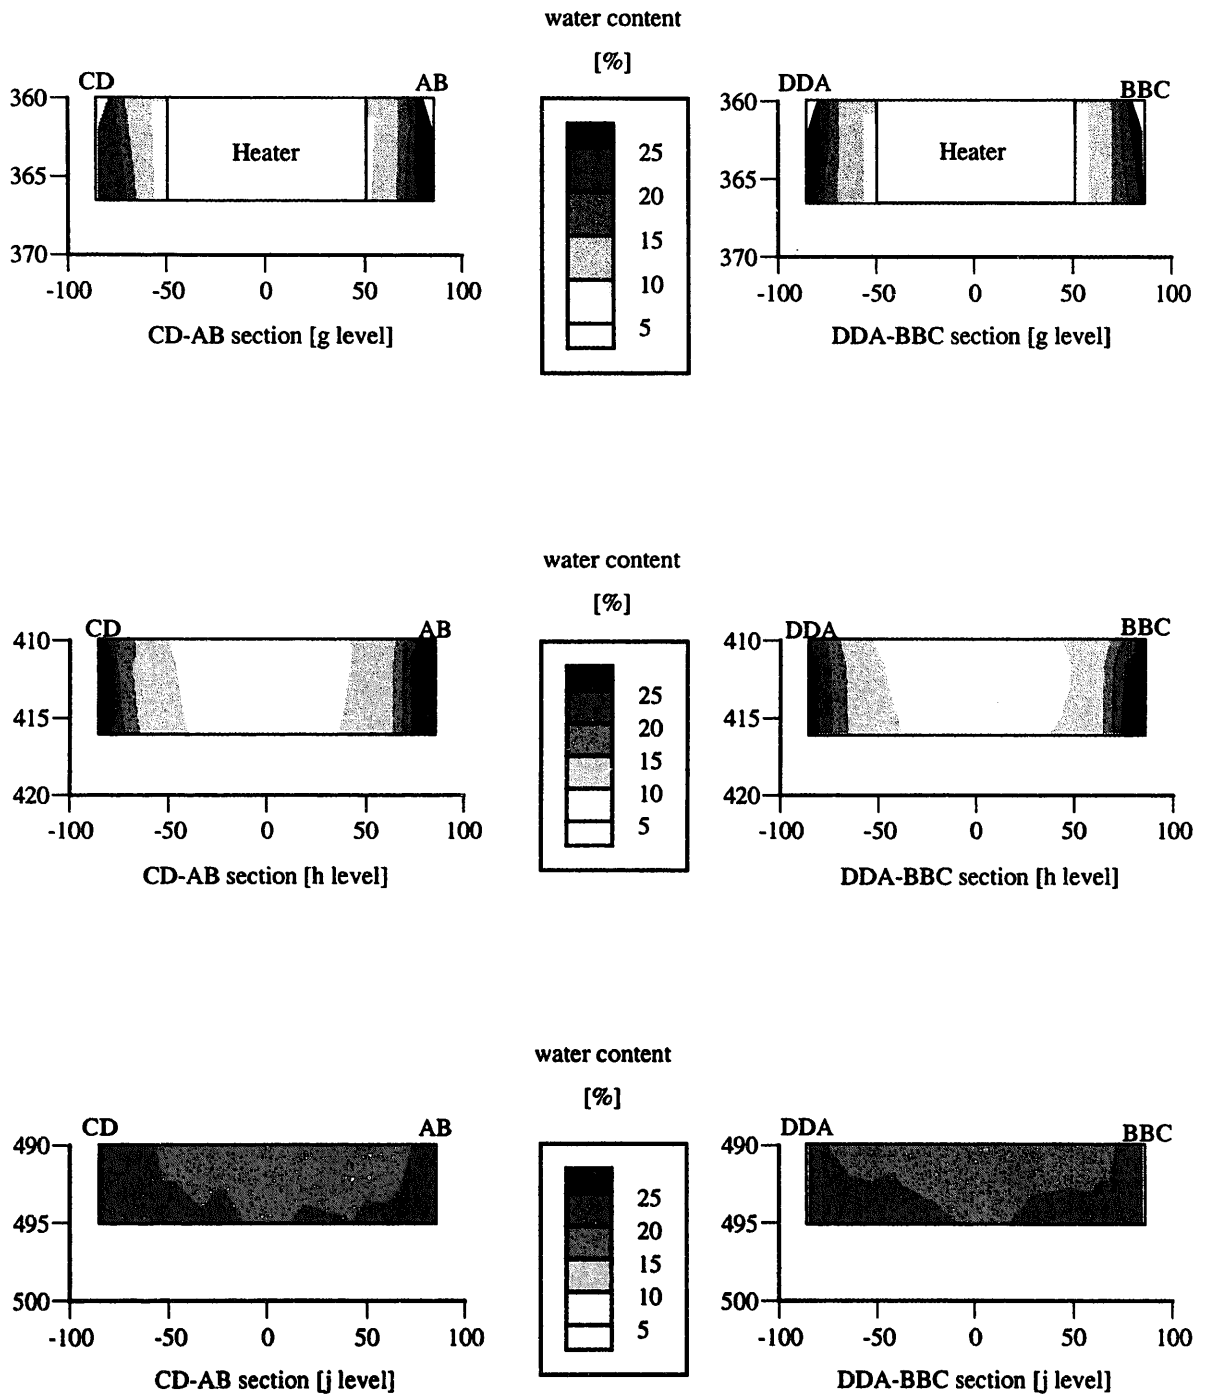 water content
[%]
CD
AB
360
365
370
Heater
-100 -50 0 50 100
CD-AB section [g level]
25
20
15
10
5
DDA
BBC
360
365
370
Heater
-100 -50 0 50 100
DDA-BBC section [g level]
water content
[%]
CD
AB
410
415
420
-100 -50 0 50 100
CD-AB section [h level]
25
20
15
10
5
DDA
BBC
410
415
420
-100 -50 0 50 100
DDA-BBC section [h level]
water content
[%]
CD
AB
490
495
500
-100 -50 0 50 100
CD-AB section [j level]
25
20
15
10
5
DDA
BBC
490
495
500
-100 -50 0 50 100
DDA-BBC section [j level]